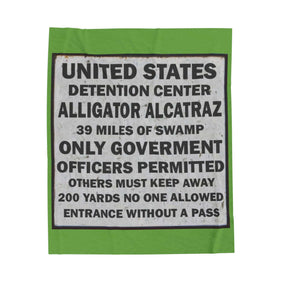 UNITED STATES
DETENTION CENTER
ALLIGATOR ALCATRAZ
39 MILES OF SWAMP
ONLY GOVERMENT
OFFICERS PERMITTED
OTHERS MUST KEEP AWAY
200 YARDS NO ONE ALLOWED
ENTRANCE WITHOUT A PASS